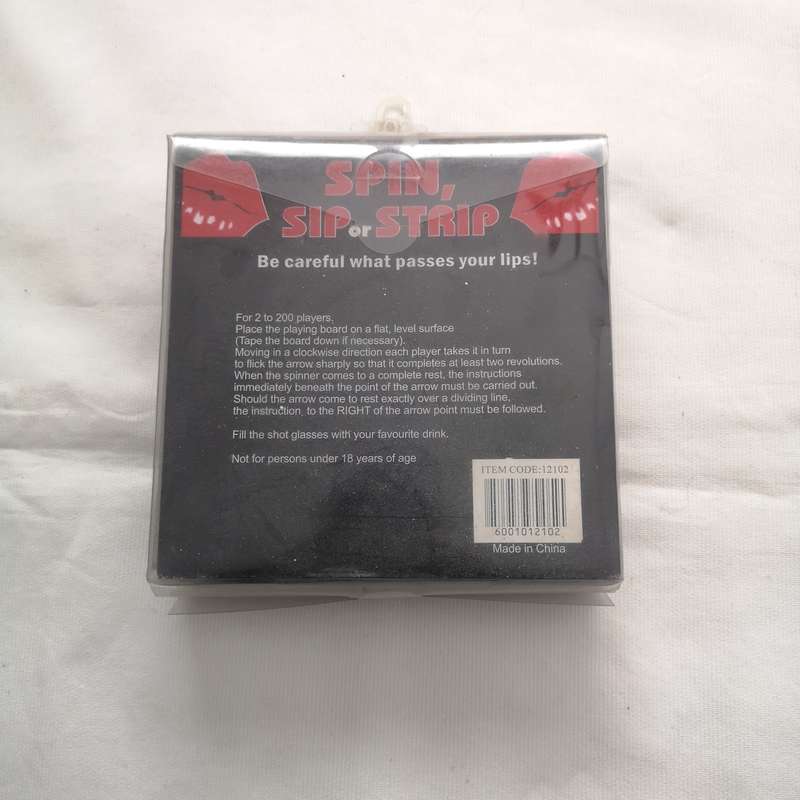 SPIN,
SIP or STRIP
Be careful what passes your lips!
For 2 to 200 players.
Place the playing board on a flat, level surface
(Tape the board down if necessary).
Moving in a clockwise direction each player takes it in turn
to flick the arrow sharply so that it completes at least two revolutions.
When the spinner comes to a complete rest, the instructions
immediately beneath the point of the arrow must be carried out.
Should the arrow come to rest exactly over a dividing line,
the instruction to the RIGHT of the arrow point must be followed.
Fill the shot glasses with your favourite drink.
Not for persons under 18 years of age
ITEM CODE:12102
6001012102
Made in China